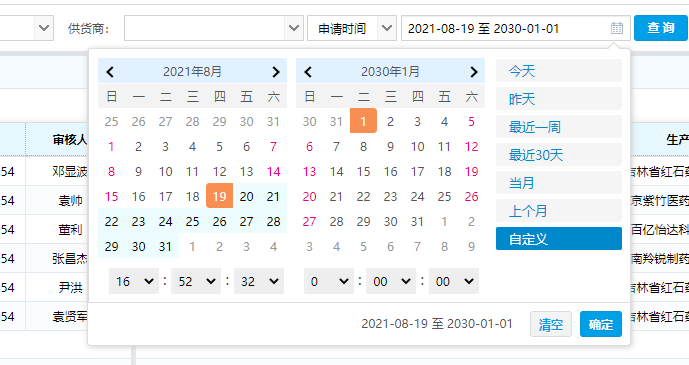 供货商： 申请时间 2021-08-19 至 2030-01-01 查 询
2021年8月 2030年1月 今天
日 一 二 三 四 五 六 日 一 二 三 四 五 六 昨天
25 26 27 28 29 30 31 30 31 1 2 3 4 5 最近一周
审核人 生产
1 2 3 4 5 6 7 6 7 8 9 10 11 12 最近30天
54 邓显波 8 9 10 11 12 13 14 13 14 15 16 17 18 19 当月 吉林省红石
54 袁帅 15 16 17 18 19 20 21 20 21 22 23 24 25 26 上个月 京紫竹医药
54 董利 22 23 24 25 26 27 28 27 28 29 30 31 1 2 自定义 百亿怡达科
54 张昌杰 29 30 31 1 2 3 4 3 4 5 6 7 8 9 南羚锐制药
54 尹洪 16 : 52 : 32 0 : 00 : 00 吉林省红石
54 袁贤军 2021-08-19 至 2030-01-01 清空 确定 吉林省红石